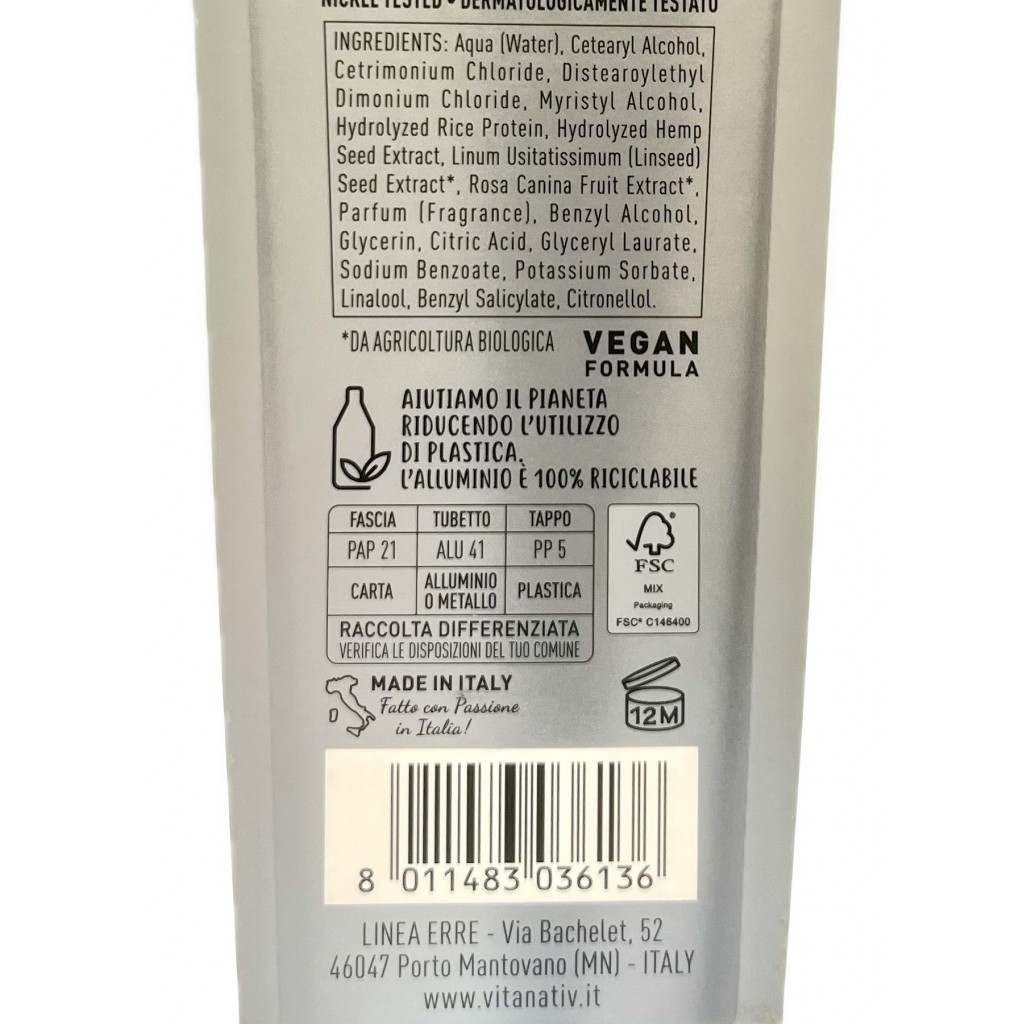 NICKEL TESTED • DERMATOLOGICAMENTE TESTATO
INGREDIENTS: Aqua (Water), Cetearyl Alcohol,
Cetrimonium Chloride, Distearoylethyl
Dimonium Chloride, Myristyl Alcohol,
Hydrolyzed Rice Protein, Hydrolyzed Hemp
Seed Extract, Linum Usitatissimum (Linseed)
Seed Extract*, Rosa Canina Fruit Extract*,
Parfum (Fragrance), Benzyl Alcohol,
Glycerin, Citric Acid, Glyceryl Laurate,
Sodium Benzoate, Potassium Sorbate,
Linalool, Benzyl Salicylate, Citronellol.
*DA AGRICOLTURA BIOLOGICA
VEGAN
FORMULA
AIUTIAMO IL PIANETA
RIDUCENDO L'UTILIZZO
DI PLASTICA.
L'ALLUMINIO È 100% RICICLABILE
FASCIA TUBETTO TAPPO
PAP 21 ALU 41 PP 5
CARTA ALLUMINIO O METALLO PLASTICA
RACCOLTA DIFFERENZIATA
VERIFICA LE DISPOSIZIONI DEL TUO COMUNE
FSC
MIX
Packaging
FSC® C146400
MADE IN ITALY
Fatto con Passione
in Italia!
12M
8 011483 036136
LINEA ERRE - Via Bachelet, 52
46047 Porto Mantovano (MN) - ITALY
www.vitanativ.it